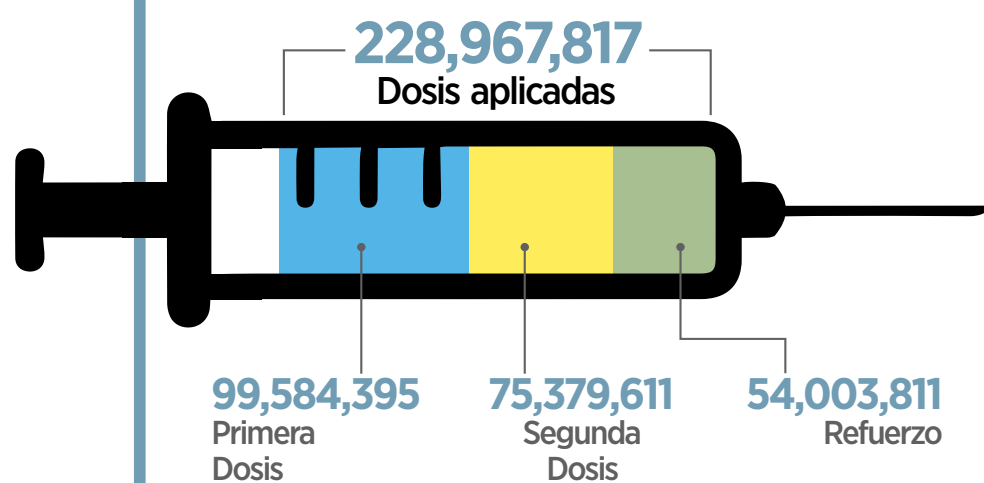 228,967,817
Dosis aplicadas
99,584,395
Primera
Dosis
75,379,611
Segunda
Dosis
54,003,811
Refuerzo